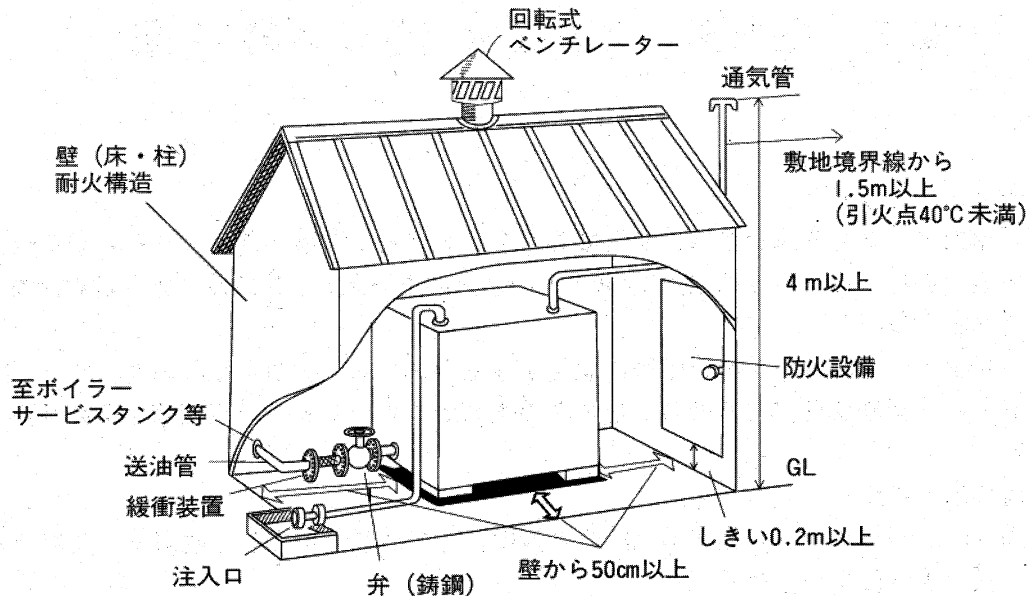 回転式
ベンチレーター
通気管
壁（床・柱）
耐火構造
敷地境界線から
1.5m以上
(引火点40℃未満)
4m以上
防火設備
至ボイラー
サービスタンク等
送油管
緩衝装置
GL
しきい0.2m以上
注入口
弁（鋳鋼）
壁から50cm以上